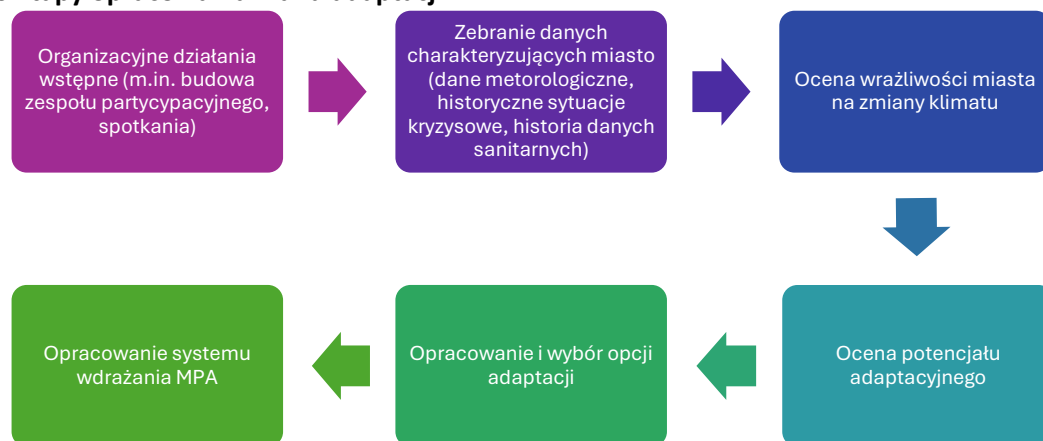 Organizacyjne działania
wstępne (m.in. budowa
zespołu partycypacyjnego,
spotkania)
Zebranie danych
charakteryzujących miasto
(dane metorologiczne,
historyczne sytuacje
kryzysowe, historia danych
sanitarnych)
Ocena wrażliwości miasta
na zmiany klimatu
Ocena potencjału
adaptacyjnego
Opracowanie i wybór opcji
adaptacji
Opracowanie systemu
wdrażania MPA